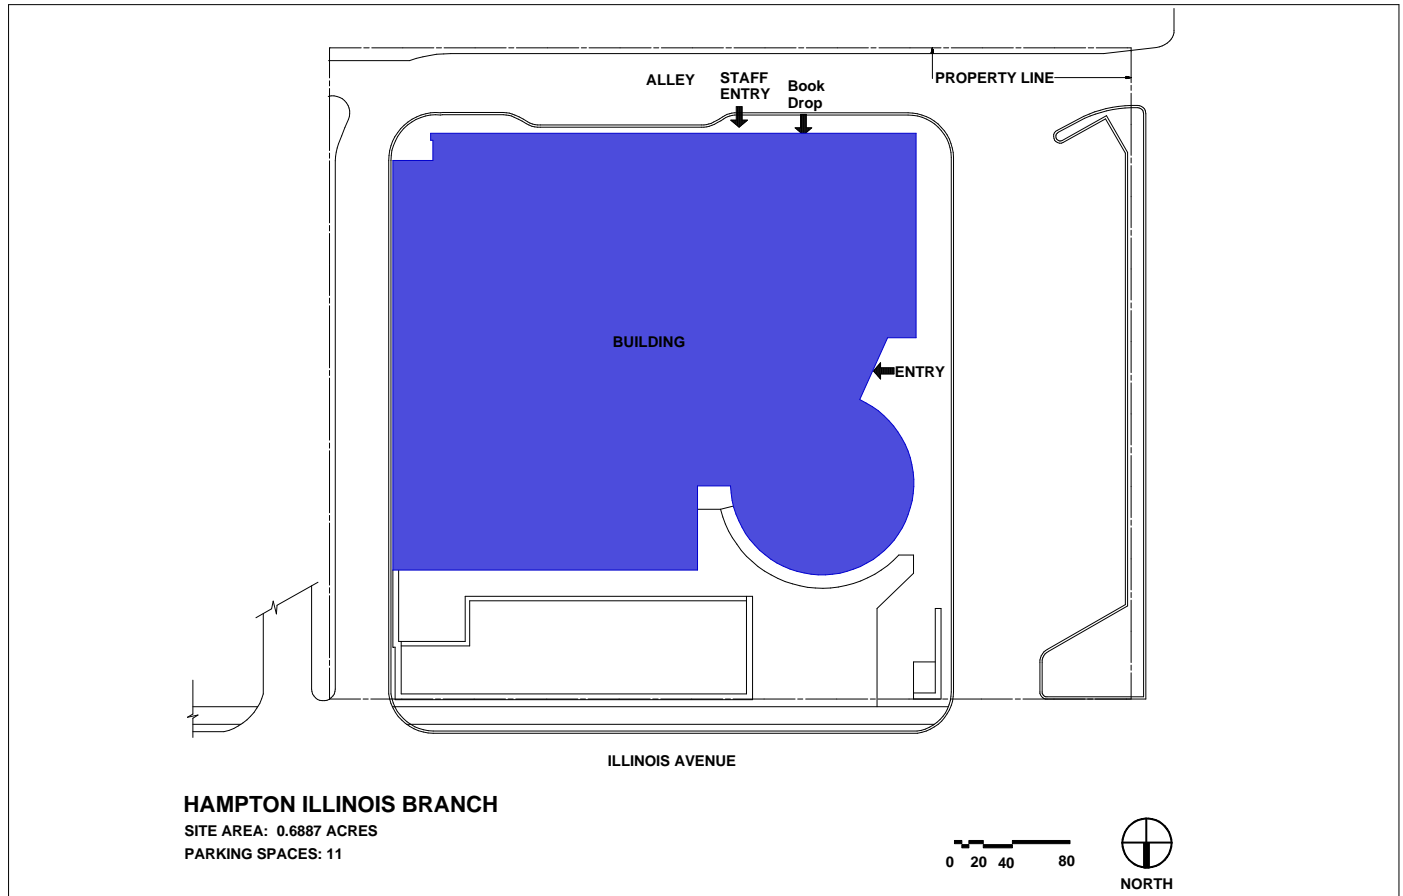 ALLEY
STAFF
ENTRY
Book
Drop
PROPERTY LINE
BUILDING
ENTRY
ILLINOIS AVENUE
HAMPTON ILLINOIS BRANCH
SITE AREA: 0.6887 ACRES
PARKING SPACES: 11
0 20 40 80
NORTH